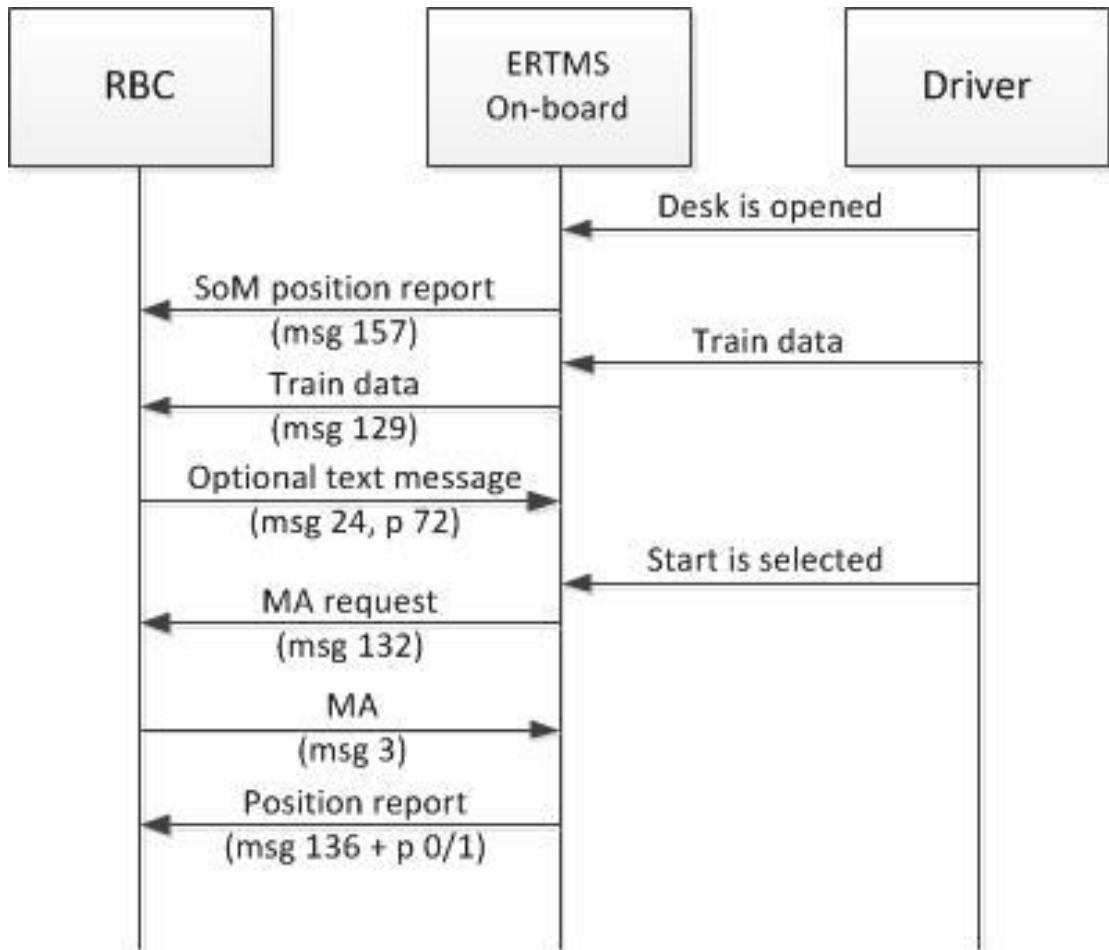 RBC
ERTMS
On-board
Driver
Desk is opened
SoM position report
(msg 157)
Train data
Train data
(msg 129)
Optional text message
(msg 24, p 72)
Start is selected
MA request
(msg 132)
MA
(msg 3)
Position report
(msg 136 + p 0/1)